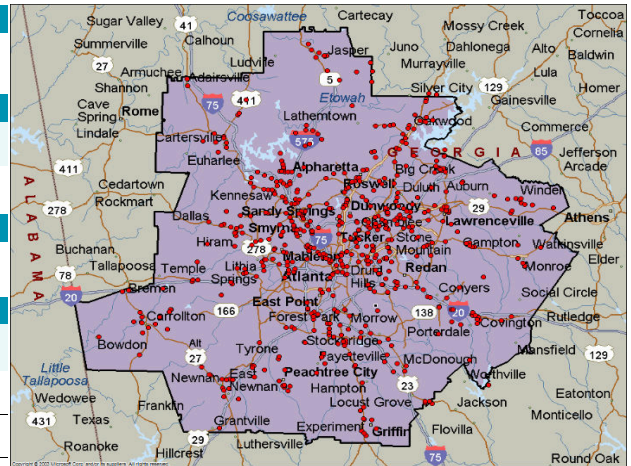 Sugar Valley
41
Coosawattee
Cartecay
Mossy Creek
Toccoa
Summerville
Calhoun
Jasper
Juno
Dahlonega
Alto
Cornelia
Baldwin
27
Ludville
5
Murrayville
Lula
Armuchee
Adairsville
Silver City
129
Homer
Shannon
75
411
Etowah
Gainesville
Cave
Spring
Rome
Lathemtown
Oakwood
Commerce
Lindale
Cartersville
575
GEORGIA
85
Jefferson
411
Euharlee
Alpharetta
Big Creek
Arcade
Cedartown
Roswell
Duluth
Auburn
Winder
278
Rockmart
Kennesaw
Dunwoody
29
ALABAMA
Dallas
Sandy Springs
Chamblee
Lawrenceville
Athens
Smyrna
75
Tucker
Stone
Mountain
Campton
Watkinsville
Buchanan
Hiram
278
Mableton
Redan
Monroe
Elder
78
Tallapoosa
Temple
Lithia
Springs
Atlanta
Druid
Hills
Conyers
Social Circle
20
Bremen
166
East Point
138
20
Rutledge
Carrollton
Forest Park
Morrow
Covington
Porterdale
Bowdon
Alt
27
Tyrone
Stockbridge
Fayetteville
McDonough
Mansfield
129
Little
Tallapoosa
Newnan
East
Newnan
Peachtree City
23
Worthville
Wedowee
Hampton
Locust Grove
Jackson
Eatonton
431
Texas
Franklin
Grantville
Experiment
Griffin
Flovilla
Monticello
Roanoke
29
Hillcrest
Luthersville
75
Round Oak